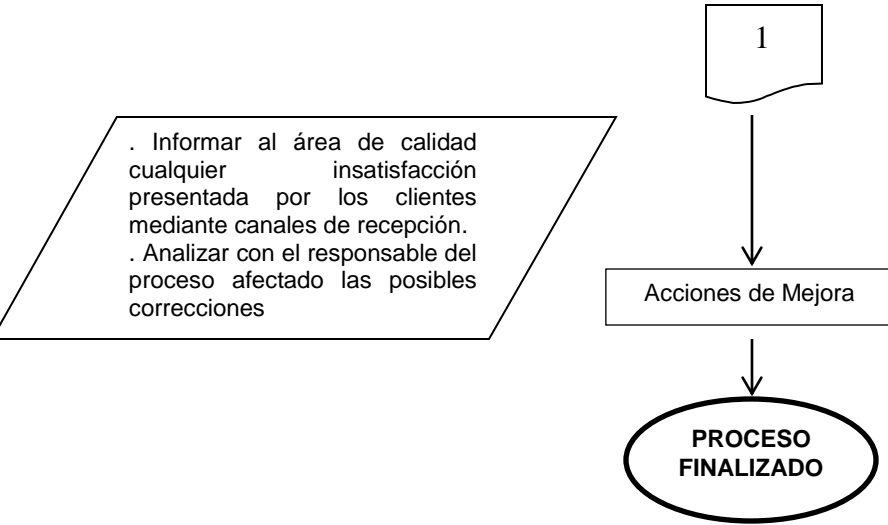 1
. Informar al área de calidad
cualquier insatisfacción
presentada por los clientes
mediante canales de recepción.
. Analizar con el responsable del
proceso afectado las posibles
correcciones
Acciones de Mejora
PROCESO
FINALIZADO